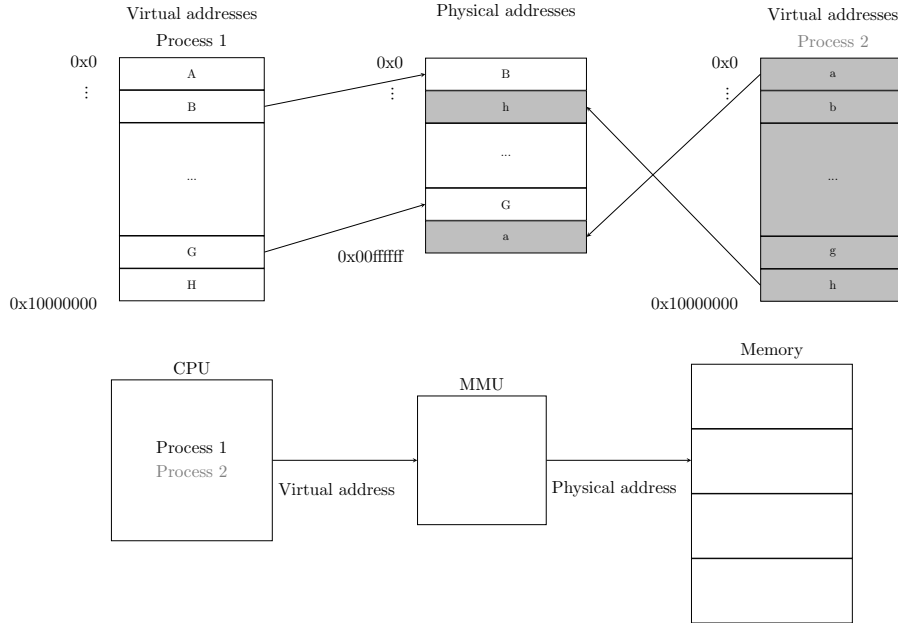 Virtual addresses
Process 1
0x0
⋮
A
B
...
G
H
0x10000000
Physical addresses
0x0
⋮
B
h
...
G
a
0x00ffffff
Virtual addresses
Process 2
0x0
⋮
a
b
...
g
h
0x10000000
CPU
Process 1
Process 2
Virtual address
MMU
Physical address
Memory